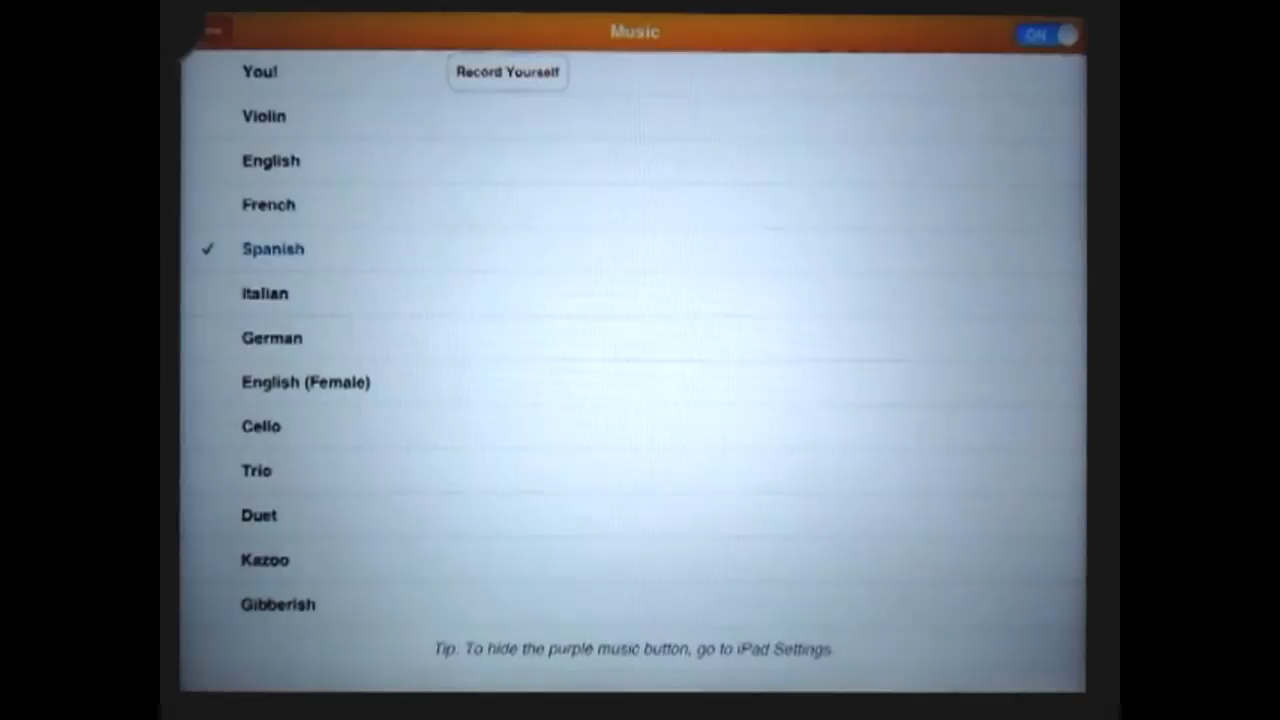 Music
ON
You!
Record Yourself
Violin
English
French
✓ Spanish
Italian
German
English (Female)
Cello
Trio
Duet
Kazoo
Gibberish
Tip. To hide the purple music button, go to iPad Settings.